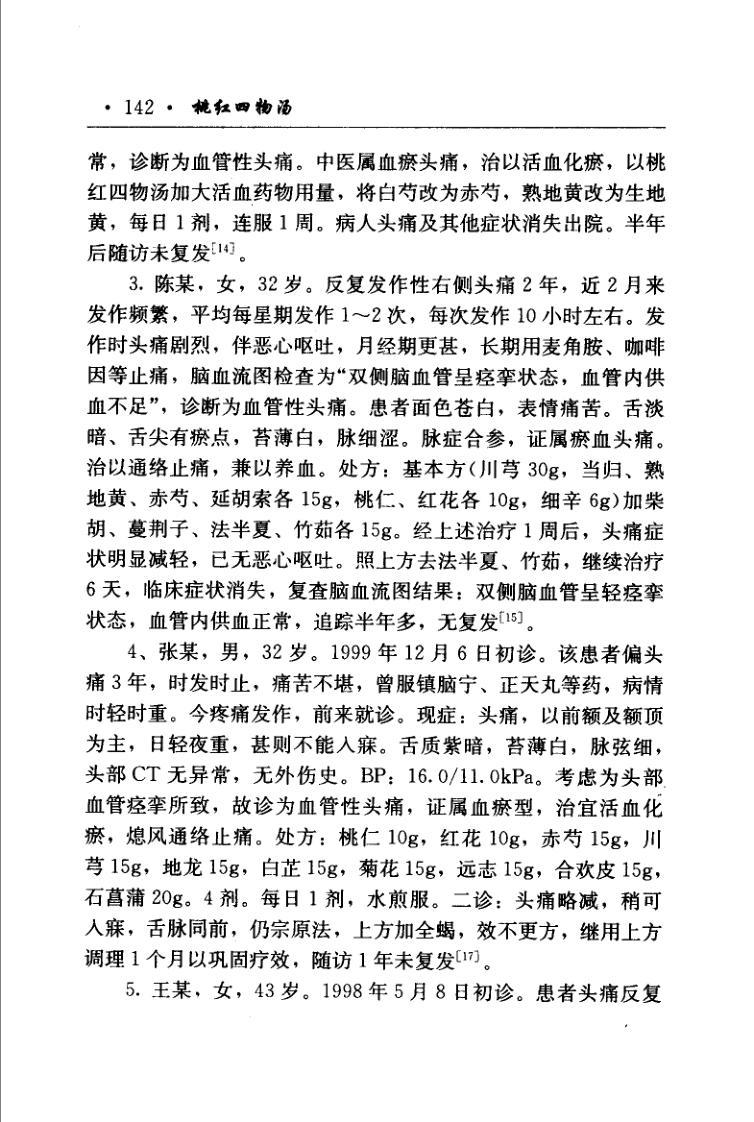 · 142 · 桃红四物汤
常，诊断为血管性头痛。中医属血瘀头痛，治以活血化瘀，以桃
红四物汤加大活血药物用量，将白芍改为赤芍，熟地黄改为生地
黄，每日 1 剂，连服 1 周。病人头痛及其他症状消失出院。半年
后随访未复发[14]。
3. 陈某，女，32 岁。反复发作性右侧头痛 2 年，近 2 月来
发作频繁，平均每星期发作 1～2 次，每次发作 10 小时左右。发
作时头痛剧烈，伴恶心呕吐，月经期更甚，长期用麦角胺、咖啡
因等止痛，脑血流图检查为“双侧脑血管呈痉挛状态，血管内供
血不足”，诊断为血管性头痛。患者面色苍白，表情痛苦。舌淡
暗、舌尖有瘀点，苔薄白，脉细涩。脉症合参，证属瘀血头痛。
治以通络止痛，兼以养血。处方：基本方(川芎 30g，当归、熟
地黄、赤芍、延胡索各 15g，桃仁、红花各 10g，细辛 6g)加柴
胡、蔓荆子、法半夏、竹茹各 15g。经上述治疗 1 周后，头痛症
状明显减轻，已无恶心呕吐。照上方去法半夏、竹茹，继续治疗
6 天，临床症状消失，复查脑血流图结果：双侧脑血管呈轻痉挛
状态，血管内供血正常，追踪半年多，无复发[15]。
4、张某，男，32 岁。1999 年 12 月 6 日初诊。该患者偏头
痛 3 年，时发时止，痛苦不堪，曾服镇脑宁、正天丸等药，病情
时轻时重。今疼痛发作，前来就诊。现症：头痛，以前额及额顶
为主，日轻夜重，甚则不能入寐。舌质紫暗，苔薄白，脉弦细，
头部 CT 无异常，无外伤史。BP：16.0/11.0kPa。考虑为头部
血管痉挛所致，故诊为血管性头痛，证属血瘀型，治宜活血化
瘀，熄风通络止痛。处方：桃仁 10g，红花 10g，赤芍 15g，川
芎 15g，地龙 15g，白芷 15g，菊花 15g，远志 15g，合欢皮 15g，
石菖蒲 20g。4 剂。每日 1 剂，水煎服。二诊：头痛略减，稍可
入寐，舌脉同前，仍宗原法，上方加全蝎，效不更方，继用上方
调理 1 个月以巩固疗效，随访 1 年未复发[17]。
5. 王某，女，43 岁。1998 年 5 月 8 日初诊。患者头痛反复